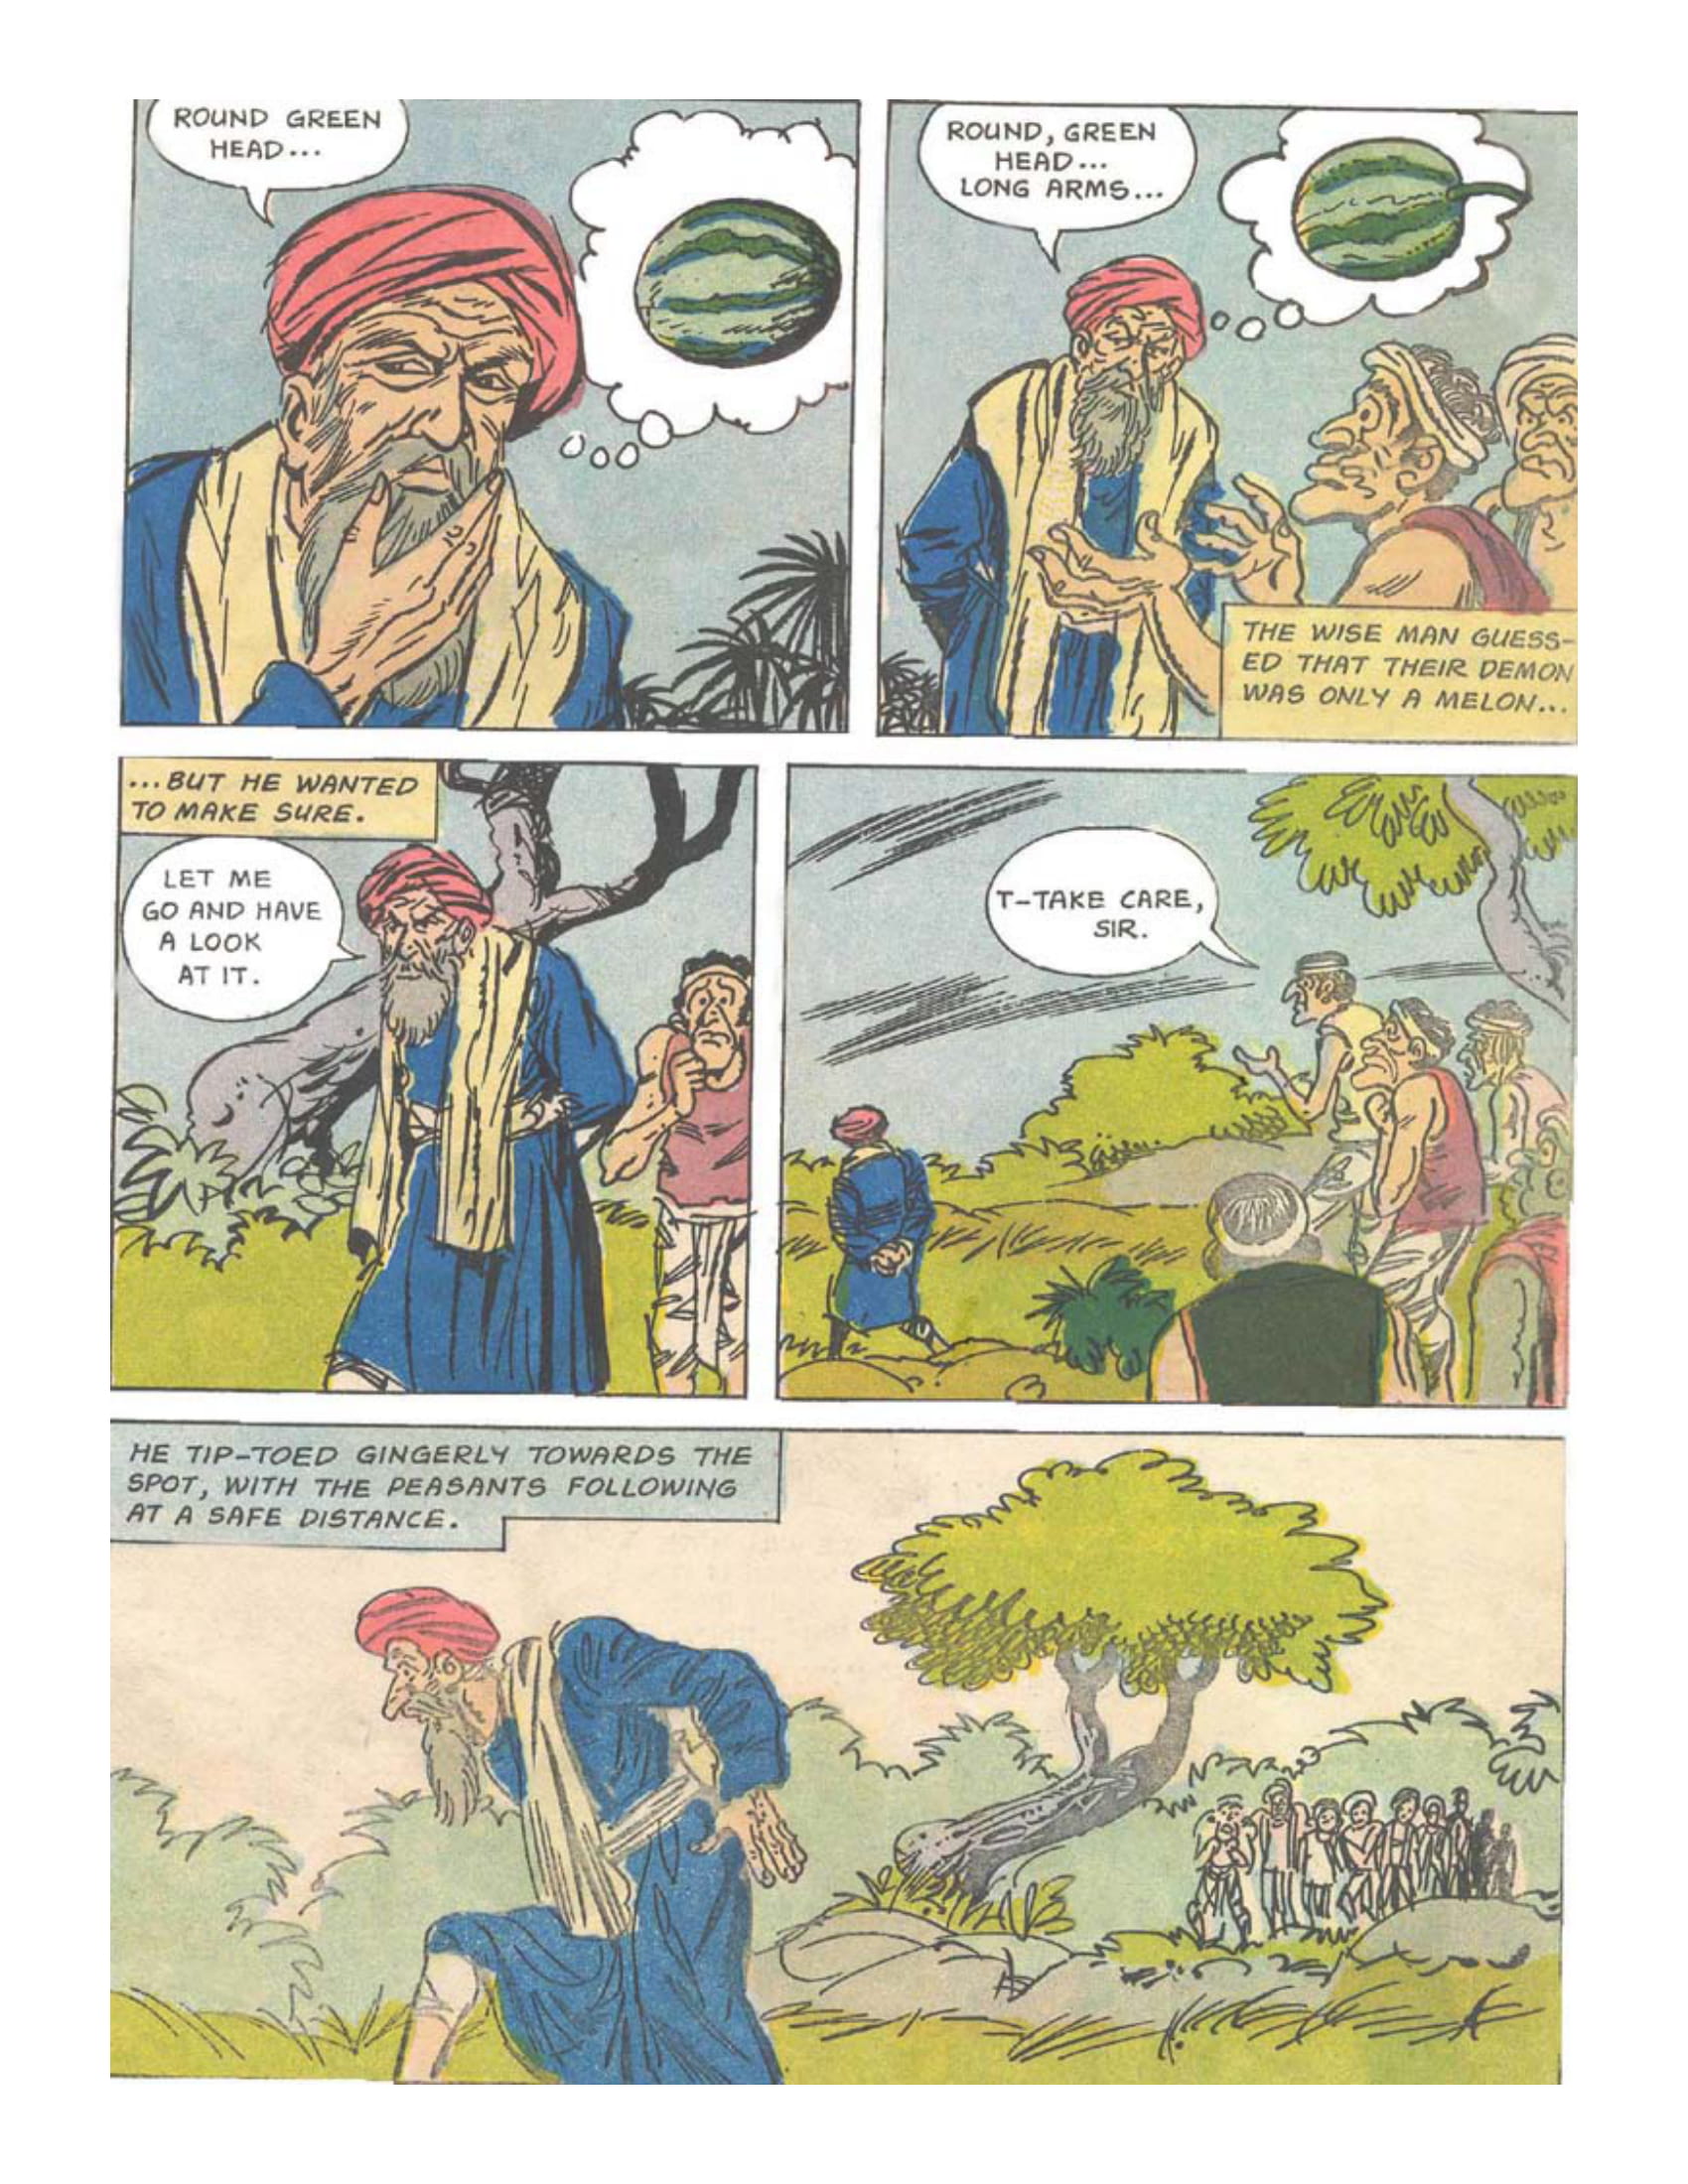 ROUND GREEN
HEAD...
ROUND, GREEN
HEAD...
LONG ARMS...
THE WISE MAN GUESS-
ED THAT THEIR DEMON
WAS ONLY A MELON...
...BUT HE WANTED
TO MAKE SURE.
LET ME
GO AND HAVE
A LOOK
AT IT.
T-TAKE CARE,
SIR.
HE TIP-TOED GINGERLY TOWARDS THE
SPOT, WITH THE PEASANTS FOLLOWING
AT A SAFE DISTANCE.